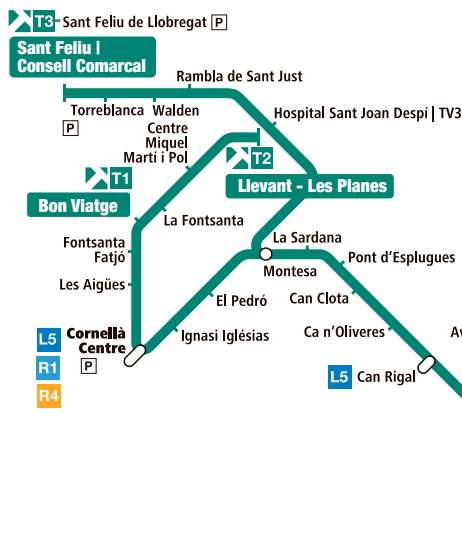 T3 Sant Feliu de Llobregat P
Sant Feliu |
Consell Comarcal
Rambla de Sant Just
Torreblanca
Walden
P
Hospital Sant Joan Despí | TV3
Centre
Miquel
Martí i Pol
T2
Llevant - Les Planes
T1
Bon Viatge
La Fontsanta
Fontsanta
Fatjó
La Sardana
Pont d'Esplugues
Montesa
Les Aigües
El Pedró
Can Clota
L5
Cornellà
Centre
Ignasi Iglésias
Ca n'Oliveres
Av
R1
P
L5 Can Rigal
R4